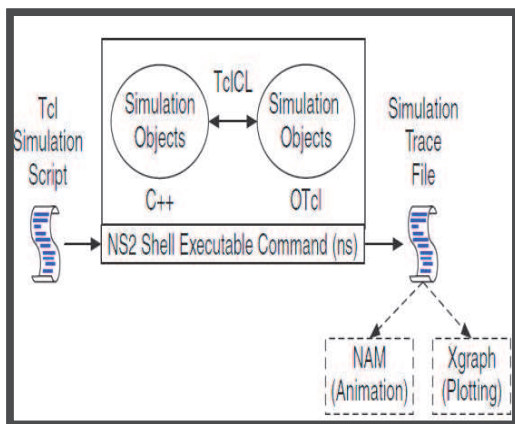 Tcl
Simulation
Script
TclCL
Simulation
Objects
Simulation
Objects
C++
OTcl
NS2 Shell Executable Command (ns)
Simulation
Trace
File
NAM
(Animation)
Xgraph
(Plotting)